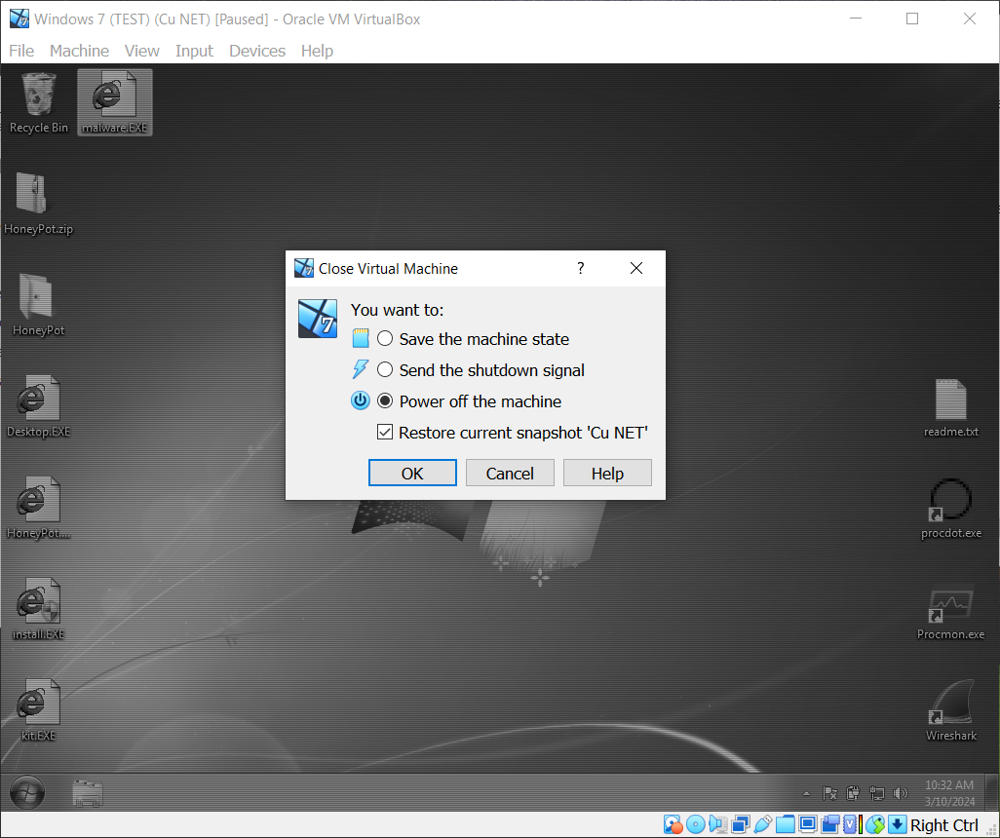 Windows 7 (TEST) (Cu NET) [Paused] - Oracle VM VirtualBox
File Machine View Input Devices Help
Recycle Bin
malware.EXE
HoneyPot.zip
HoneyPot
Desktop.EXE
HoneyPot....
install.EXE
kit.EXE
Close Virtual Machine ?
7
You want to:
Save the machine state
Send the shutdown signal
Power off the machine
Restore current snapshot 'Cu NET'
OK Cancel Help
readme.txt
procdot.exe
Procmon.exe
Wireshark
10:32 AM
3/10/2024
Right Ctrl